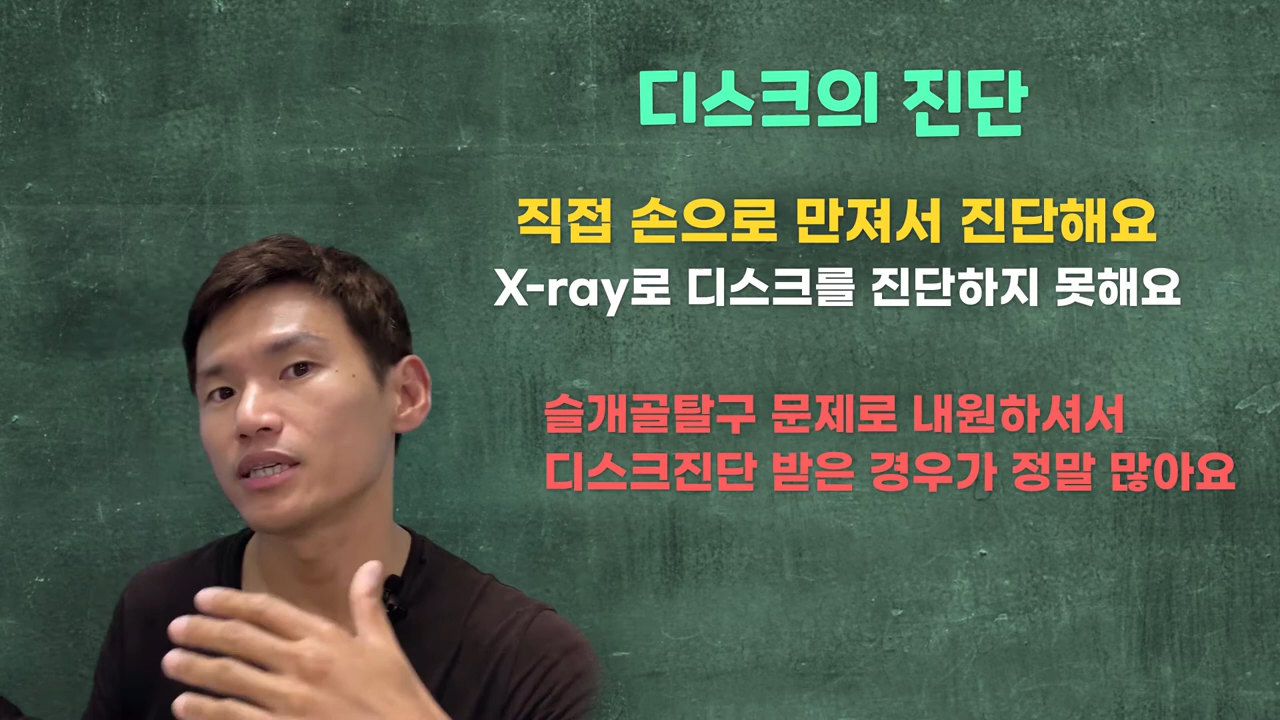 디스크의 진단
직접 손으로 만져서 진단해요
X-ray로 디스크를 진단하지 못해요
슬개골탈구 문제로 내원하셔서
디스크진단 받은 경우가 정말 많아요